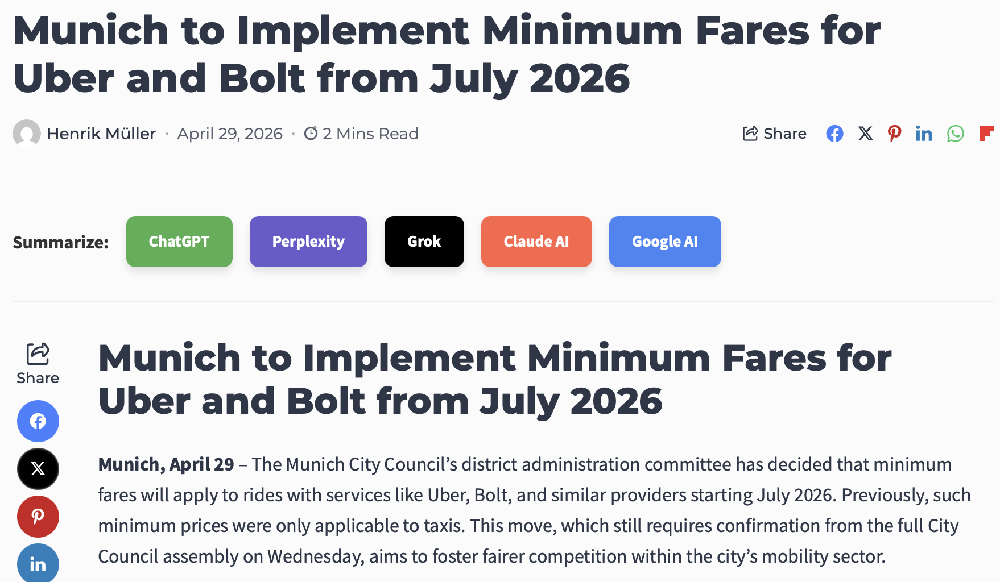 Munich to Implement Minimum Fares for
Uber and Bolt from July 2026
Henrik Müller • April 29, 2026 • 2 Mins Read
Share
Summarize:
ChatGPT
Perplexity
Grok
Claude AI
Google AI
Share
Munich to Implement Minimum Fares for
Uber and Bolt from July 2026
Munich, April 29 – The Munich City Council’s district administration committee has decided that minimum
fares will apply to rides with services like Uber, Bolt, and similar providers starting July 2026. Previously, such
minimum prices were only applicable to taxis. This move, which still requires confirmation from the full City
Council assembly on Wednesday, aims to foster fairer competition within the city’s mobility sector.